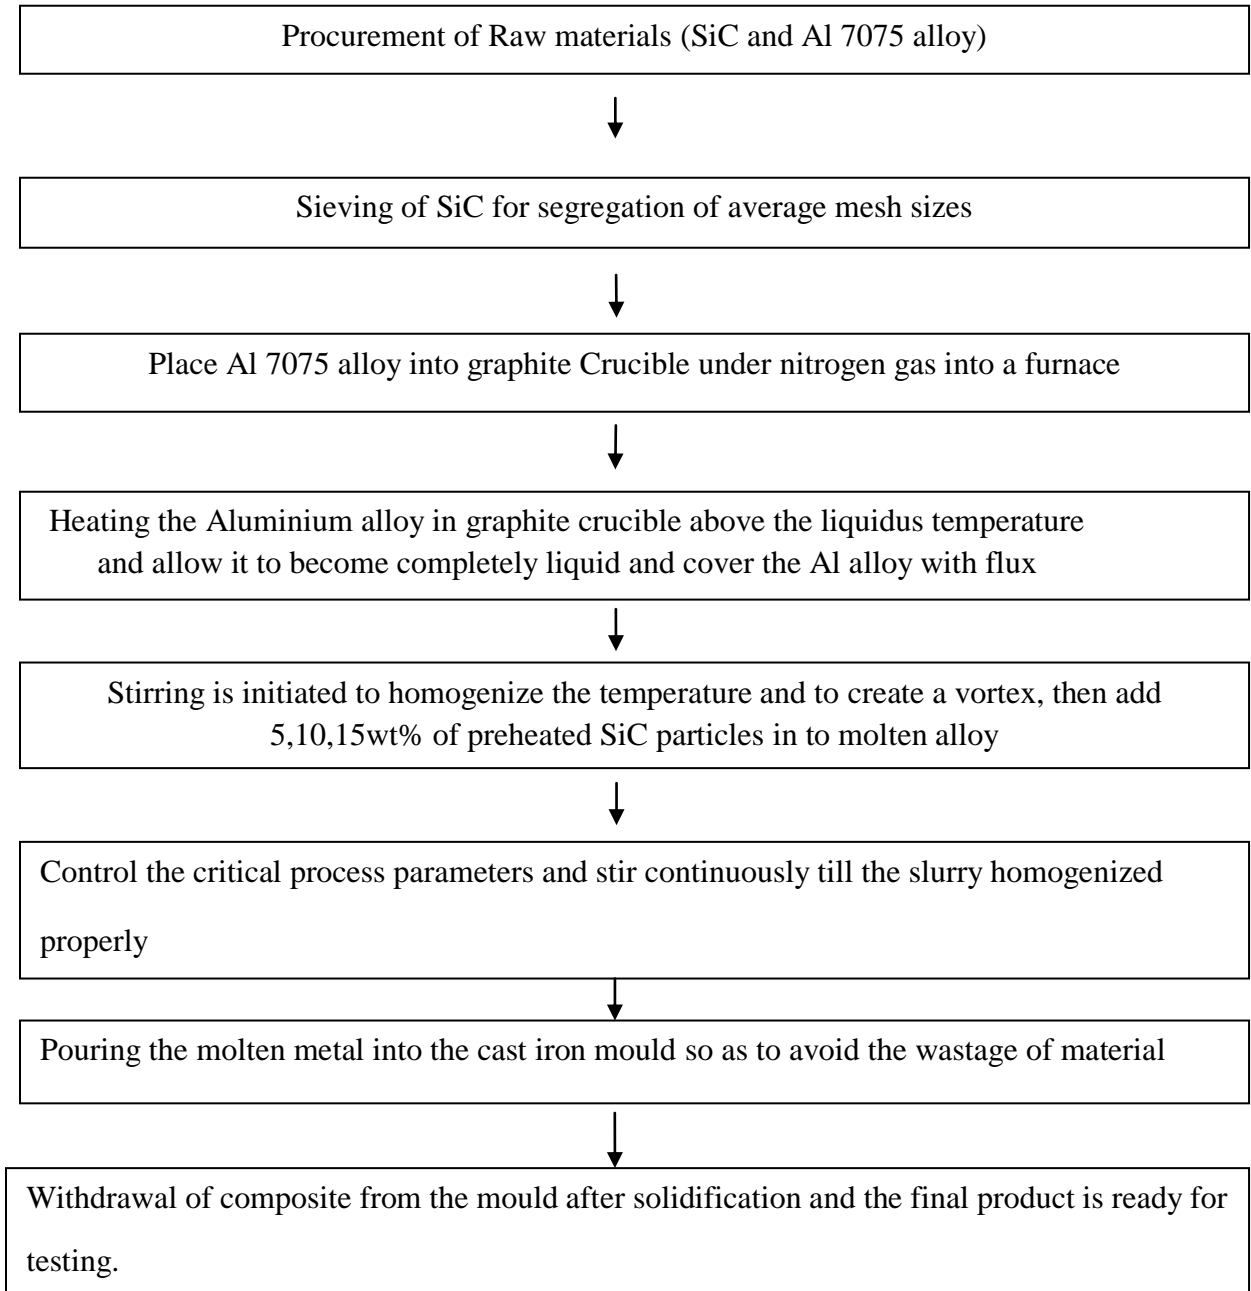 Procurement of Raw materials (SiC and Al 7075 alloy)
Sieving of SiC for segregation of average mesh sizes
Place Al 7075 alloy into graphite Crucible under nitrogen gas into a furnace
Heating the Aluminium alloy in graphite crucible above the liquidus temperature
and allow it to become completely liquid and cover the Al alloy with flux
Stirring is initiated to homogenize the temperature and to create a vortex, then add
5,10,15wt% of preheated SiC particles in to molten alloy
Control the critical process parameters and stir continuously till the slurry homogenized
properly
Pouring the molten metal into the cast iron mould so as to avoid the wastage of material
Withdrawal of composite from the mould after solidification and the final product is ready for
testing.